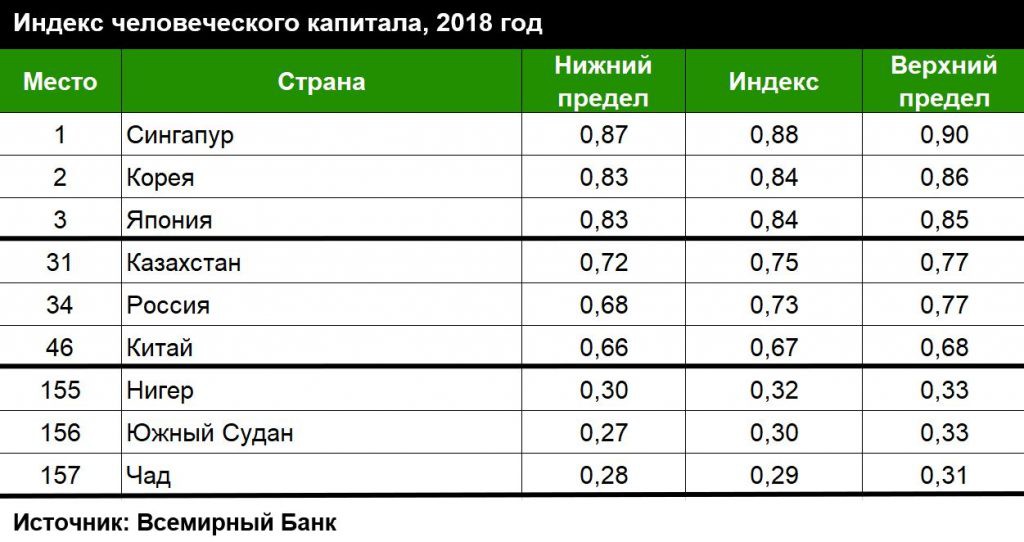 Индекс человеческого капитала, 2018 год
Место Страна Нижний предел Индекс Верхний предел
1 Сингапур 0,87 0,88 0,90
2 Корея 0,83 0,84 0,86
3 Япония 0,83 0,84 0,85
31 Казахстан 0,72 0,75 0,77
34 Россия 0,68 0,73 0,77
46 Китай 0,66 0,67 0,68
155 Нигер 0,30 0,32 0,33
156 Южный Судан 0,27 0,30 0,33
157 Чад 0,28 0,29 0,31
Источник: Всемирный Банк